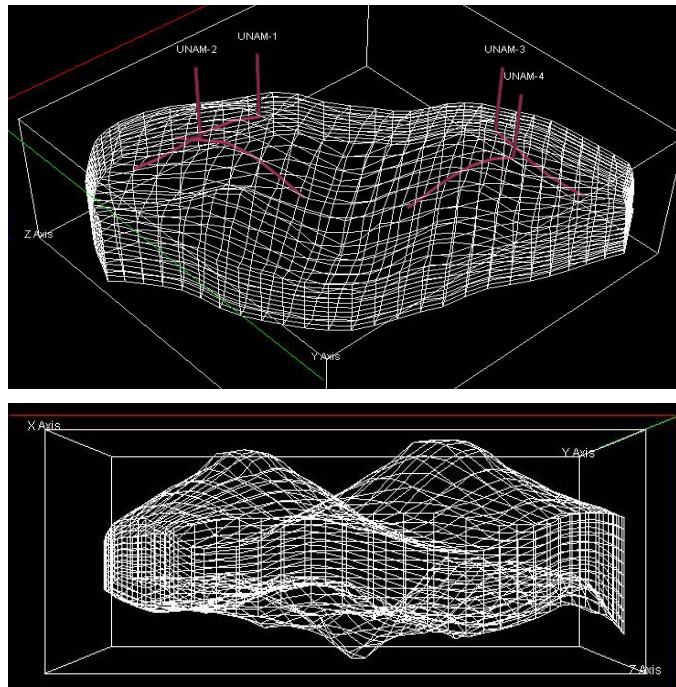 UNAM-1
UNAM-2
UNAM-3
UNAM-4
Z Axis
Y Axis
X Axis
Y Axis
Z Axis